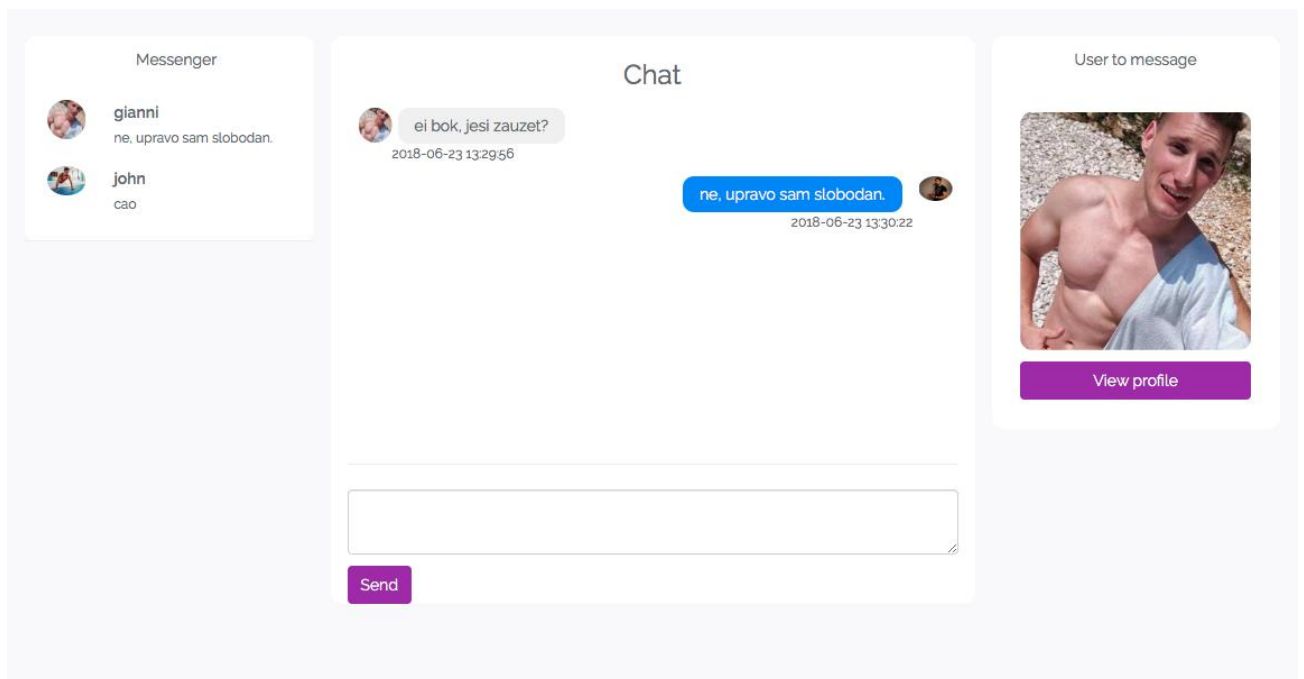 Messenger
gianni
ne, upravo sam slobodan.
john
cao
Chat
ei bok, jesi zauzet?
2018-06-23 13:29:56
ne, upravo sam slobodan.
2018-06-23 13:30:22
Send
User to message
View profile